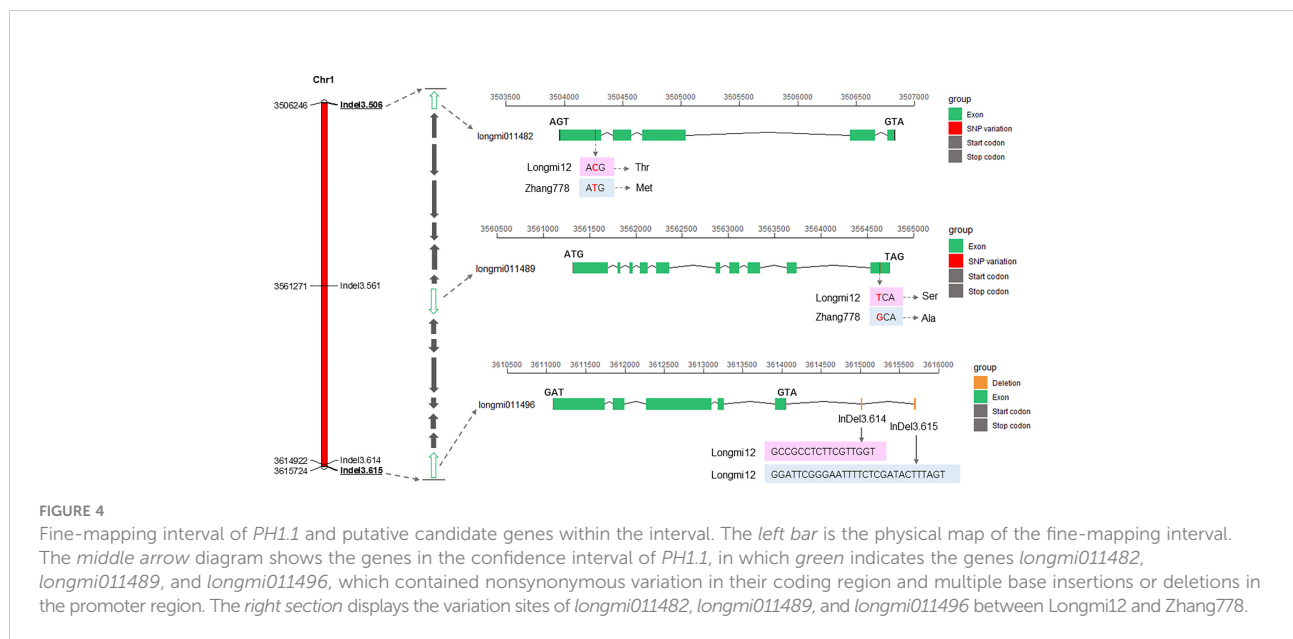 Chr1
3506246
Indel3.506
3561271
Indel3.561
3614922
Indel3.614
3615724
Indel3.615
longmi011482
longmi011489
longmi011496
3503500 3504000 3504500 3505000 3505500 3506000 3506500 3507000
AGT
GTA
Longmi12 ACG Thr
Zhang778 ATG Met
group
Exon
SNP variation
Start codon
Stop codon
3560500 3561000 3561500 3562000 3562500 3563000 3563500 3564000 3564500 3565000
ATG
TAG
Longmi12 TCA Ser
Zhang778 GCA Ala
group
Exon
SNP variation
Start codon
Stop codon
3610500 3611000 3611500 3612000 3612500 3613000 3613500 3614000 3614500 3615000 3615500 3616000
GAT
GTA
InDel3.614
InDel3.615
Longmi12 GCCGCCTCTTCGTTGGT
Longmi12 GGATTCGGGAATTTTCTCGATACTTTAGT
group
Deletion
Exon
Start codon
Stop codon
FIGURE 4
Fine-mapping interval of PH1.1 and putative candidate genes within the interval. The left bar is the physical map of the fine-mapping interval.
The middle arrow diagram shows the genes in the confidence interval of PH1.1, in which green indicates the genes longmi011482,
longmi011489, and longmi011496, which contained nonsynonymous variation in their coding region and multiple base insertions or deletions in
the promoter region. The right section displays the variation sites of longmi011482, longmi011489, and longmi011496 between Longmi12 and Zhang778.